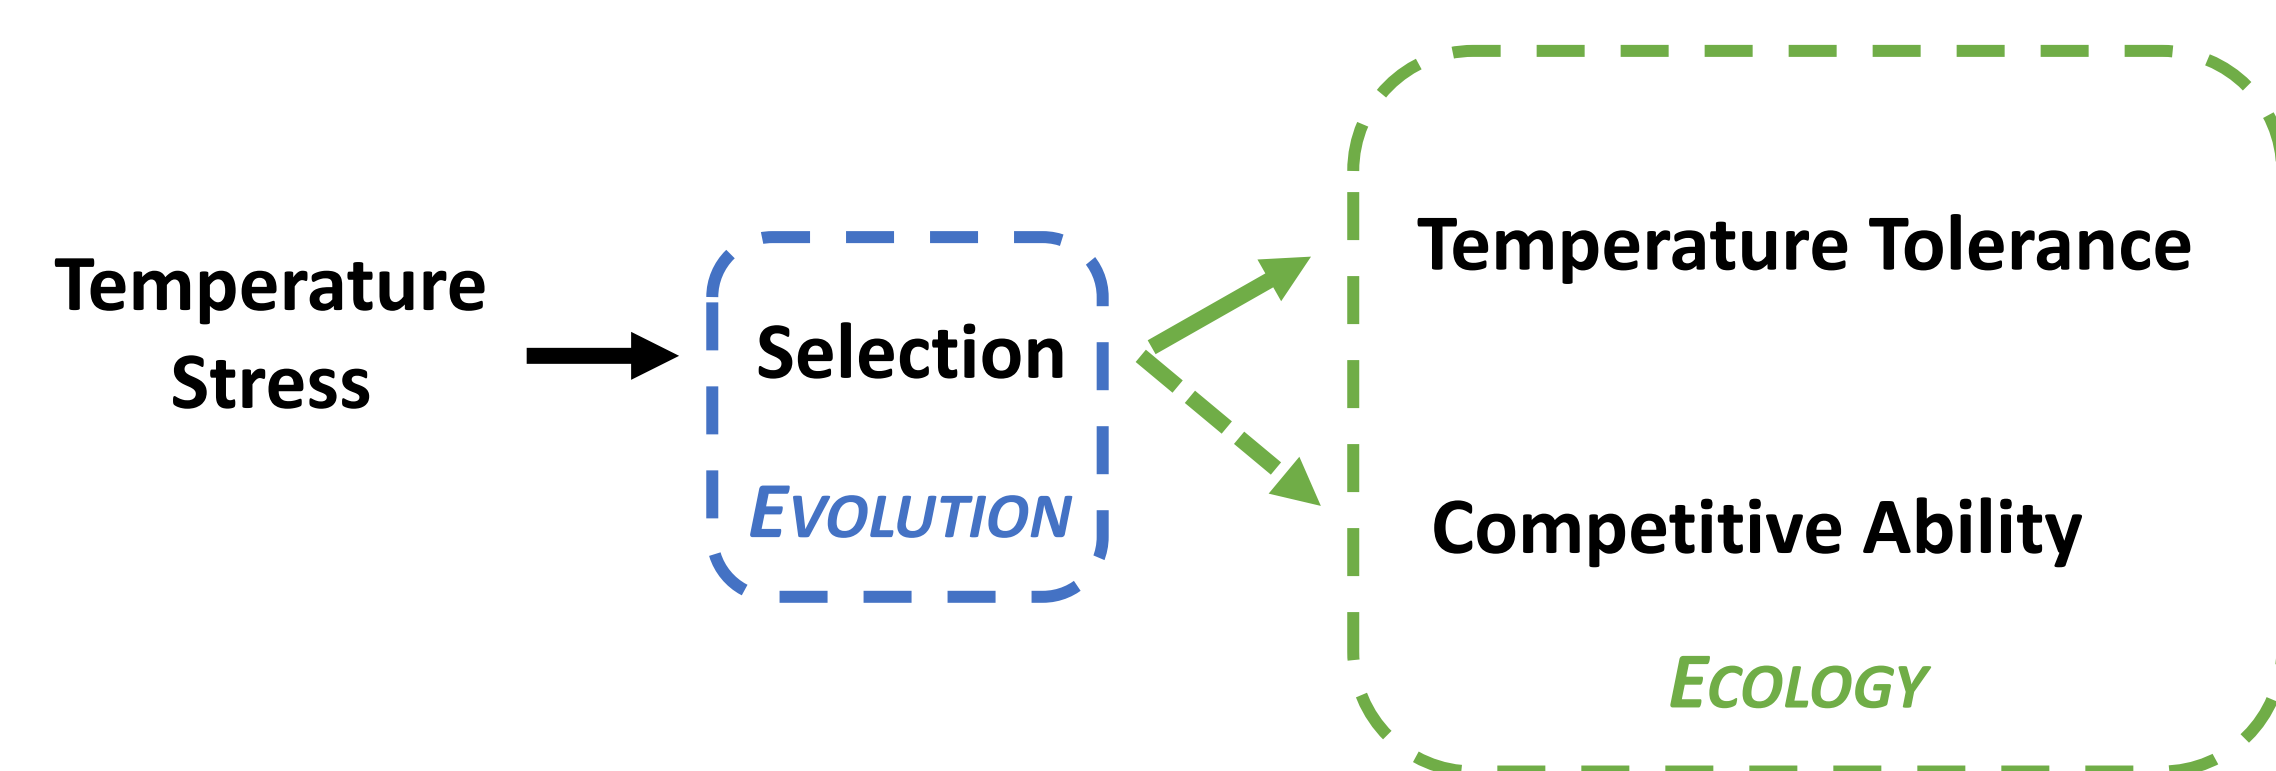 Temperature
Stress
Selection
EVOLUTION
Temperature Tolerance
Competitive Ability
ECOLOGY